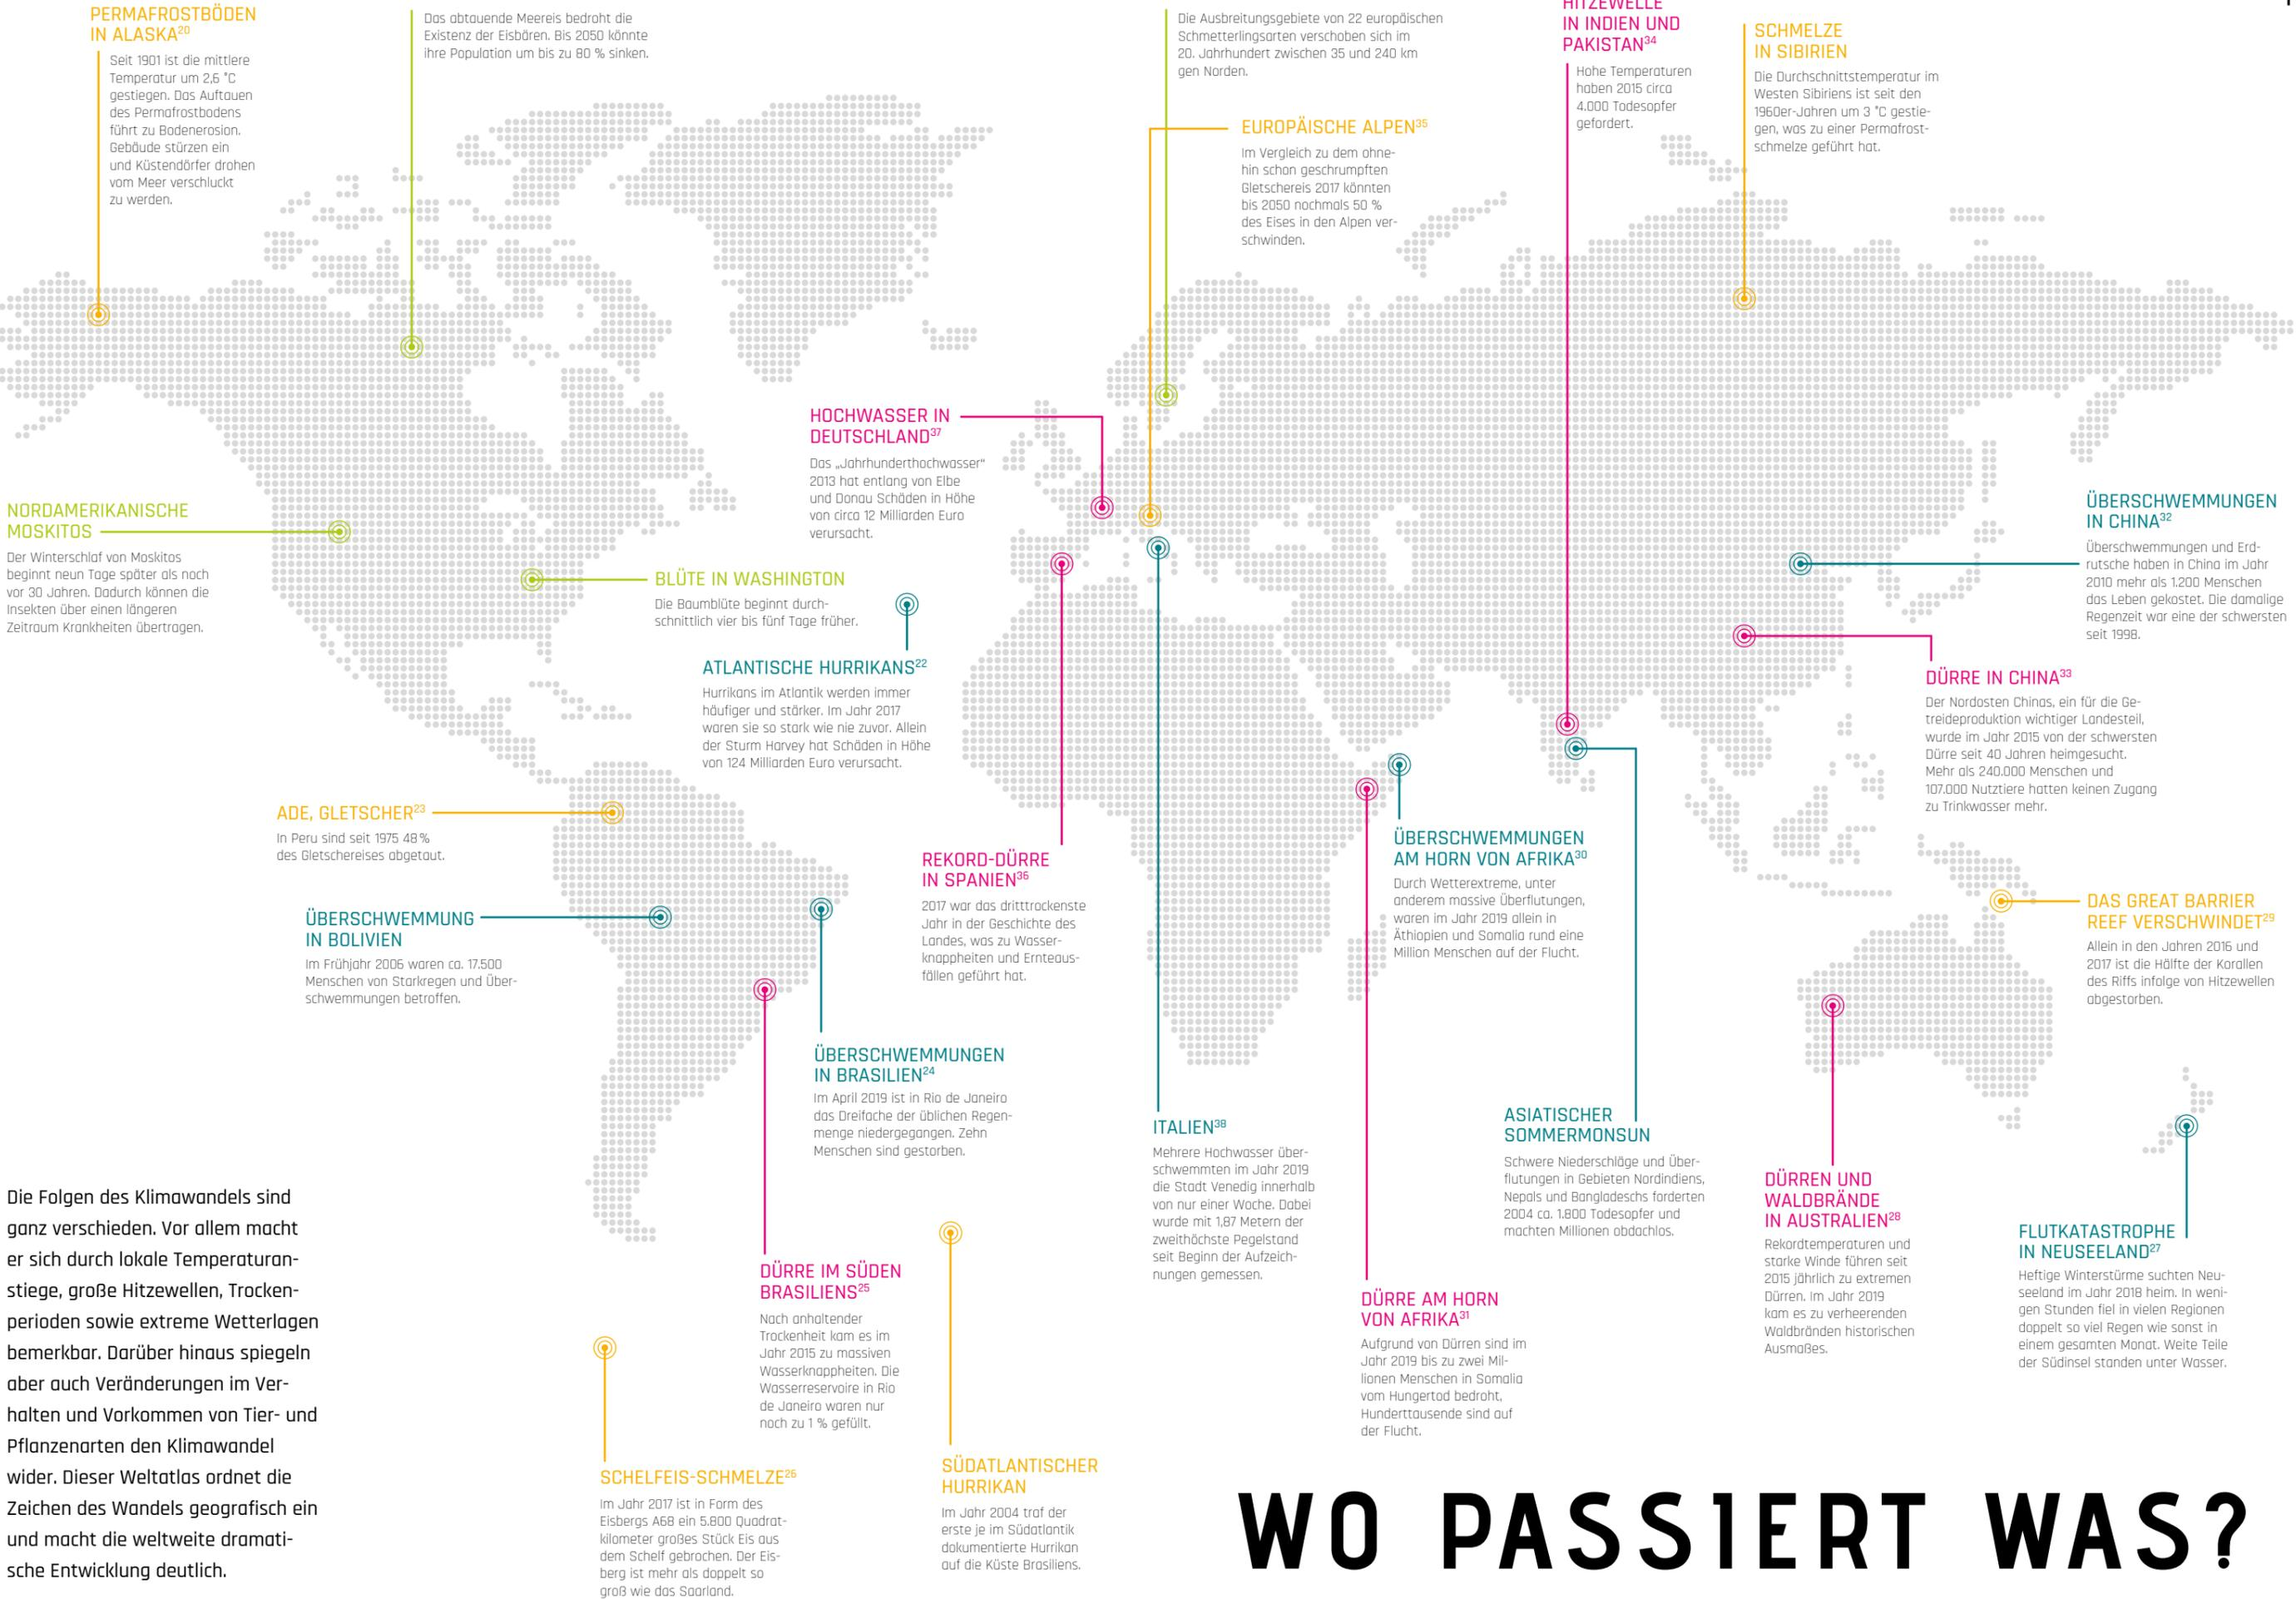 PERMAFROSTBÖDEN
IN ALASKA20
Seit 1901 ist die mittlere
Temperatur um 2,6 °C
gestiegen. Das Auftauen
des Permafrostbodens
führt zu Bodenerosion.
Gebäude stürzen ein
und Küstendörfer drohen
vom Meer verschluckt
zu werden.
Das abtauende Meereis bedroht die
Existenz der Eisbären. Bis 2050 könnte
ihre Population um bis zu 80 % sinken.
Die Ausbreitungsgebiete von 22 europäischen
Schmetterlingsarten verschoben sich im
20. Jahrhundert zwischen 35 und 240 km
gen Norden.
HITZEWELLE
IN INDIEN UND
PAKISTAN34
Hohe Temperaturen
haben 2015 circa
4.000 Todesopfer
gefordert.
SCHMELZE
IN SIBIRIEN
Die Durchschnittstemperatur im
Westen Sibiriens ist seit den
1960er-Jahren um 3 °C gestie-
gen, was zu einer Permafrost-
schmelze geführt hat.
EUROPÄISCHE ALPEN35
Im Vergleich zu dem ohne-
hin schon geschrumpften
Gletschereis 2017 könnten
bis 2050 nochmals 50 %
des Eises in den Alpen ver-
schwinden.
HOCHWASSER IN
DEUTSCHLAND37
Das „Jahrhunderthochwasser“
2013 hat entlang von Elbe
und Donau Schäden in Höhe
von circa 12 Milliarden Euro
verursacht.
NORDAMERIKANISCHE
MOSKITOS
Der Winterschlaf von Moskitos
beginnt neun Tage später als noch
vor 30 Jahren. Dadurch können die
Insekten über einen längeren
Zeitraum Krankheiten übertragen.
BLÜTE IN WASHINGTON
Die Baumblüte beginnt durch-
schnittlich vier bis fünf Tage früher.
ATLANTISCHE HURRIKANS22
Hurrikans im Atlantik werden immer
häufiger und stärker. Im Jahr 2017
waren sie so stark wie nie zuvor. Allein
der Sturm Harvey hat Schäden in Höhe
von 124 Milliarden Euro verursacht.
ÜBERSCHWEMMUNGEN
IN CHINA32
Überschwemmungen und Erd-
rutsche haben in China im Jahr
2010 mehr als 1.200 Menschen
das Leben gekostet. Die damalige
Regenzeit war eine der schwersten
seit 1998.
DÜRRE IN CHINA33
Der Nordosten Chinas, ein für die Ge-
treideproduktion wichtiger Landesteil,
wurde im Jahr 2015 von der schwersten
Dürre seit 40 Jahren heimgesucht.
Mehr als 240.000 Menschen und
107.000 Nutztiere hatten keinen Zugang
zu Trinkwasser mehr.
ADE, GLETSCHER23
In Peru sind seit 1975 48 %
des Gletschereises abgetaut.
REKORD-DÜRRE
IN SPANIEN36
2017 war das dritttrockenste
Jahr in der Geschichte des
Landes, was zu Wasser-
knappheiten und Ernteaus-
fällen geführt hat.
ÜBERSCHWEMMUNGEN
AM HORN VON AFRIKA30
Durch Wetterextreme, unter
anderem massive Überflutungen,
waren im Jahr 2019 allein in
Äthiopien und Somalia rund eine
Million Menschen auf der Flucht.
DAS GREAT BARRIER
REEF VERSCHWINDET29
Allein in den Jahren 2016 und
2017 ist die Hälfte der Korallen
des Riffs infolge von Hitzewellen
abgestorben.
ÜBERSCHWEMMUNG
IN BOLIVIEN
Im Frühjahr 2006 waren ca. 17.500
Menschen von Starkregen und Über-
schwemmungen betroffen.
ÜBERSCHWEMMUNGEN
IN BRASILIEN24
Im April 2019 ist in Rio de Janeiro
das Dreifache der üblichen Regen-
menge niedergegangen. Zehn
Menschen sind gestorben.
ITALIEN38
Mehrere Hochwasser über-
schwemmten im Jahr 2019
die Stadt Venedig innerhalb
von nur einer Woche. Dabei
wurde mit 1,87 Metern der
zweithöchste Pegelstand
seit Beginn der Aufzeich-
nungen gemessen.
ASIATISCHER
SOMMERMONSUN
Schwere Niederschläge und Über-
flutungen in Gebieten Nordindiens,
Nepals und Bangladeschs forderten
2004 ca. 1.800 Todesopfer und
machten Millionen obdachlos.
DÜRREN UND
WALDBRÄNDE
IN AUSTRALIEN28
Rekordtemperaturen und
starke Winde führen seit
2015 jährlich zu extremen
Dürren. Im Jahr 2019
kam es zu verheerenden
Waldbränden historischen
Ausmaßes.
FLUTKATASTROPHE
IN NEUSEELAND27
Heftige Winterstürme suchten Neu-
seeland im Jahr 2018 heim. In weni-
gen Stunden fiel in vielen Regionen
doppelt so viel Regen wie sonst in
einem gesamten Monat. Weite Teile
der Südinsel standen unter Wasser.
Die Folgen des Klimawandels sind
ganz verschieden. Vor allem macht
er sich durch lokale Temperaturan-
stiege, große Hitzewellen, Trocken-
perioden sowie extreme Wetterlagen
bemerkbar. Darüber hinaus spiegeln
aber auch Veränderungen im Ver-
halten und Vorkommen von Tier- und
Pflanzenarten den Klimawandel
wider. Dieser Weltatlas ordnet die
Zeichen des Wandels geografisch ein
und macht die weltweite dramati-
sche Entwicklung deutlich.
DÜRRE IM SÜDEN
BRASILIENS25
Nach anhaltender
Trockenheit kam es im
Jahr 2015 zu massiven
Wasserknappheiten. Die
Wasserreservoire in Rio
de Janeiro waren nur
noch zu 1 % gefüllt.
DÜRRE AM HORN
VON AFRIKA31
Aufgrund von Dürren sind im
Jahr 2019 bis zu zwei Mil-
lionen Menschen in Somalia
vom Hungertod bedroht,
Hunderttausende sind auf
der Flucht.
SCHELFEIS-SCHMELZE26
Im Jahr 2017 ist in Form des
Eisbergs A68 ein 5.800 Quadrat-
kilometer großes Stück Eis aus
dem Schelf gebrochen. Der Eis-
berg ist mehr als doppelt so
groß wie das Saarland.
SÜDATLANTISCHER
HURRIKAN
Im Jahr 2004 traf der
erste je im Südatlantik
dokumentierte Hurrikan
auf die Küste Brasiliens.
WO PASSIERT WAS?